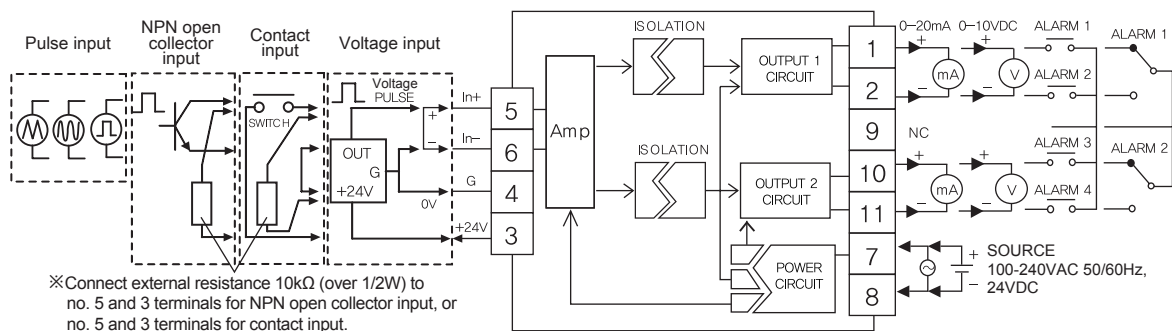 Pulse input
NPN open
collector
input
Contact
input
Voltage input
SWITCH
Voltage
PULSE
OUT
G
+24V
+
−
0V
In+
In−
G
+24V
5
6
4
3
Amp
ISOLATION
ISOLATION
OUTPUT 1
CIRCUIT
OUTPUT 2
CIRCUIT
POWER
CIRCUIT
1
2
9
10
11
7
8
0-20mA
0-10VDC
ALARM 1
ALARM 1
+
mA
−
+
V
−
ALARM 2
NC
ALARM 3
ALARM 2
+
mA
−
+
V
−
ALARM 4
+
−
SOURCE
100-240VAC 50/60Hz,
24VDC
※Connect external resistance 10kΩ (over 1/2W) to
no. 5 and 3 terminals for NPN open collector input, or
no. 5 and 3 terminals for contact input.